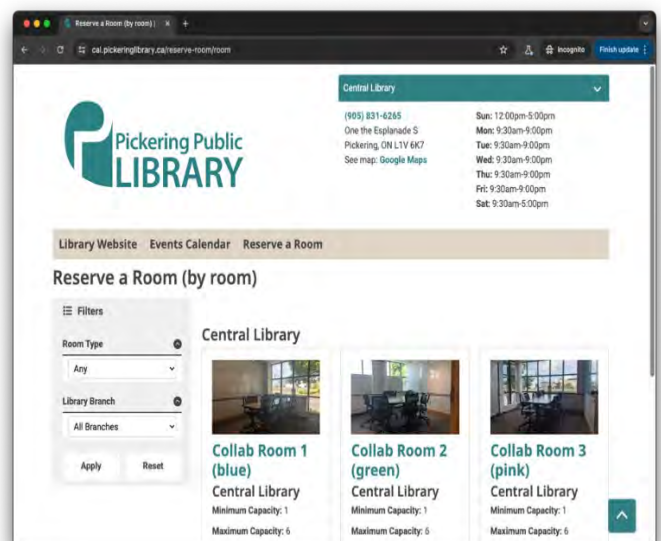 Reserve a Room (by room) |
cal.pickeringlibrary.ca/reserve-room/room
Incognito
Finish update
Pickering Public
LIBRARY
Central Library
(905) 831-6265
One the Esplanade S
Pickering, ON L1V 6K7
See map: Google Maps
Sun: 12:00pm-5:00pm
Mon: 9:30am-9:00pm
Tue: 9:30am-9:00pm
Wed: 9:30am-9:00pm
Thu: 9:30am-9:00pm
Fri: 9:30am-9:00pm
Sat: 9:30am-5:00pm
Library Website Events Calendar Reserve a Room
Reserve a Room (by room)
Filters
Room Type
Any
Library Branch
All Branches
Apply Reset
Central Library
Collab Room 1
(blue)
Central Library
Minimum Capacity: 1
Maximum Capacity: 6
Collab Room 2
(green)
Central Library
Minimum Capacity: 1
Maximum Capacity: 6
Collab Room 3
(pink)
Central Library
Minimum Capacity: 1
Maximum Capacity: 6